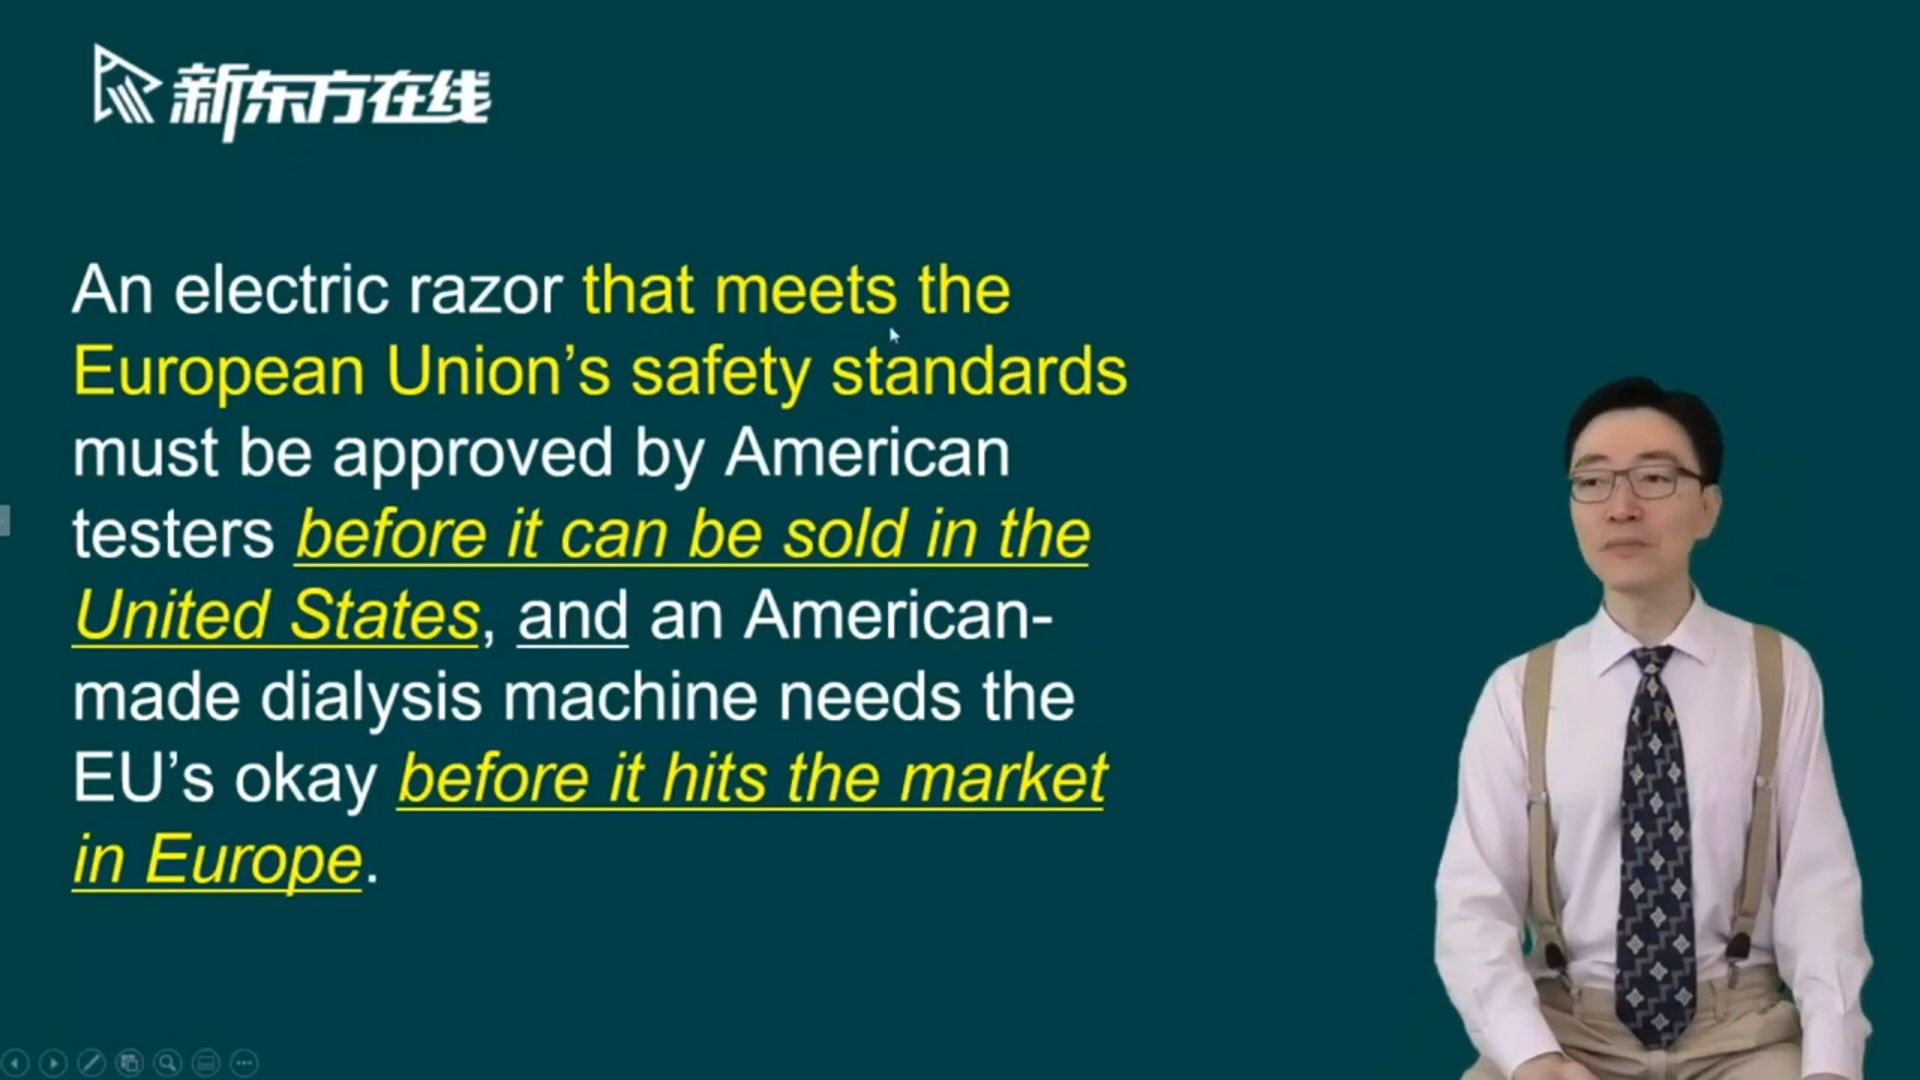 新东方在线
An electric razor that meets the
European Union’s safety standards
must be approved by American
testers before it can be sold in the
United States, and an American-
made dialysis machine needs the
EU’s okay before it hits the market
in Europe.